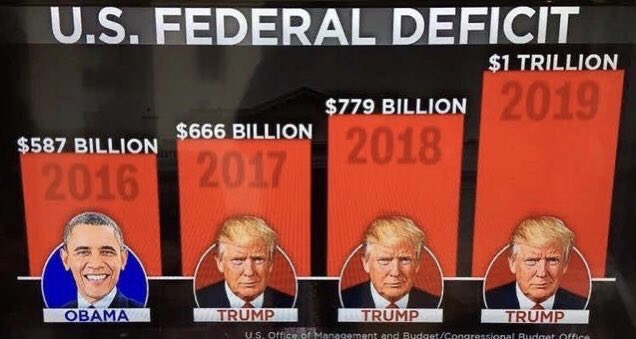 U.S. FEDERAL DEFICIT
$587 BILLION
2016
OBAMA
$666 BILLION
2017
TRUMP
$779 BILLION
2018
TRUMP
$1 TRILLION
2019
TRUMP
U.S. Office of Management and Budget/Congressional Budget Office